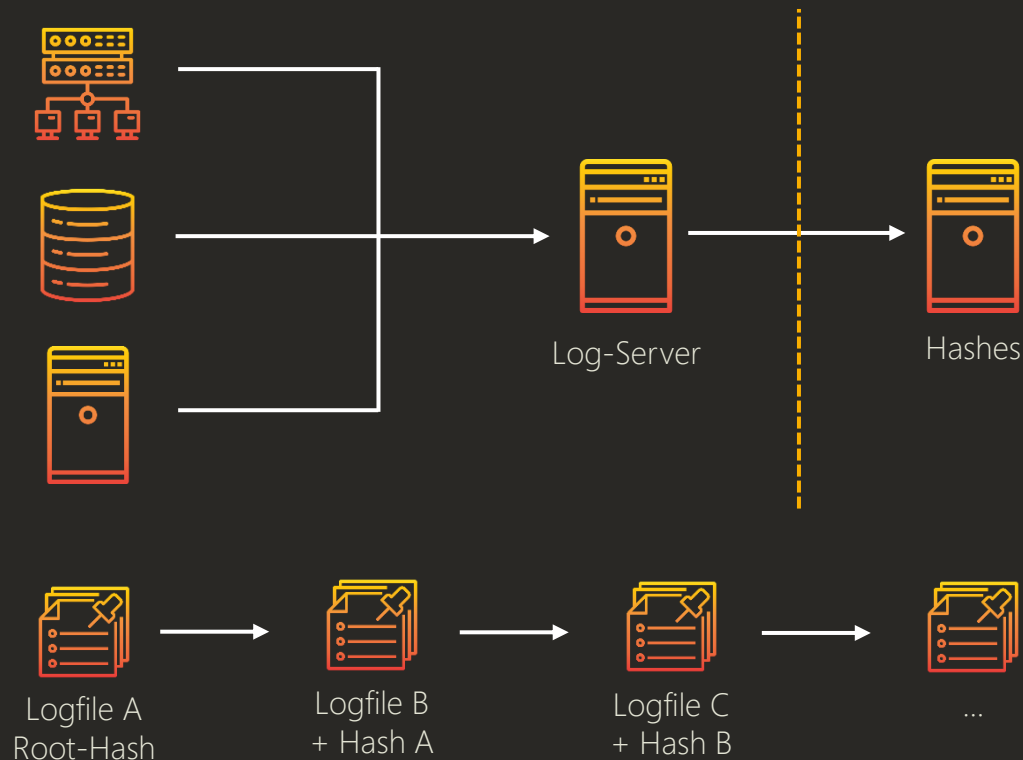 Log-Server
Hashes
Logfile A
Root-Hash
Logfile B
+ Hash A
Logfile C
+ Hash B
...